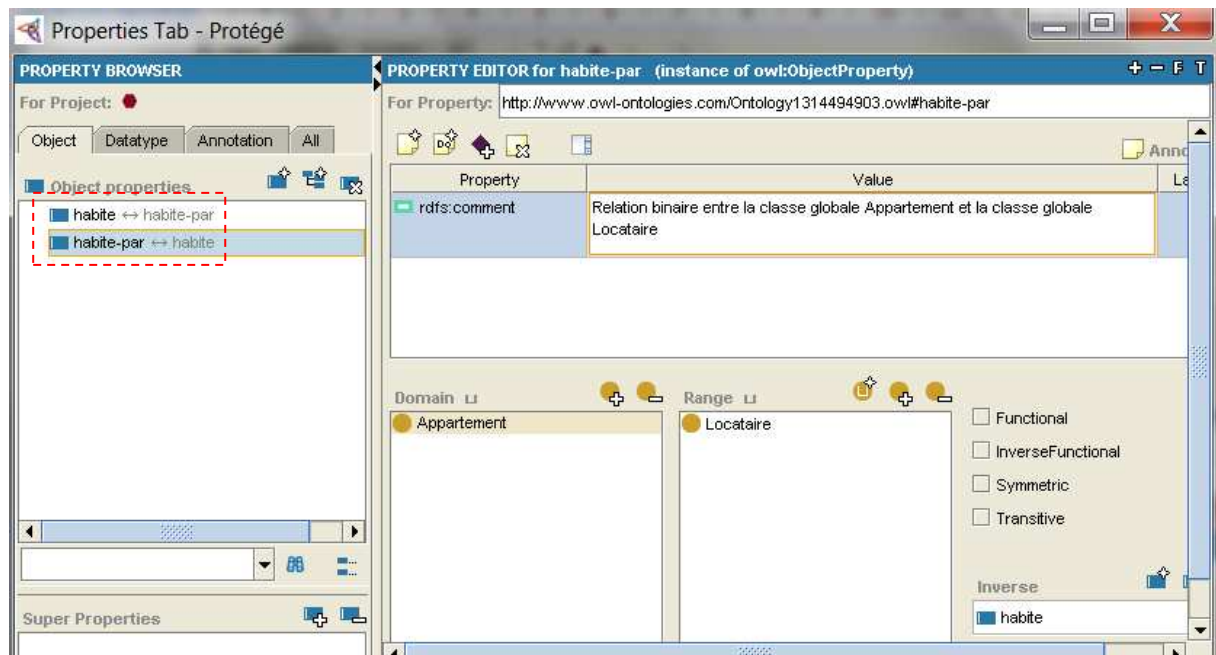 Properties Tab - Protégé
PROPERTY BROWSER
For Project:
Object Datatype Annotation All
Object properties
habite ↔ habite-par
habite-par ↔ habite
Super Properties
PROPERTY EDITOR for habite-par (instance of owl:ObjectProperty)
+ − F T
For Property: http://www.owl-ontologies.com/Ontology1314494903.owl#habite-par
Anno
Property Value La
rdfs:comment Relation binaire entre la classe globale Appartement et la classe globale
Locataire
Domain ⊔ Range ⊔
Appartement Locataire
Functional
InverseFunctional
Symmetric
Transitive
Inverse
habite